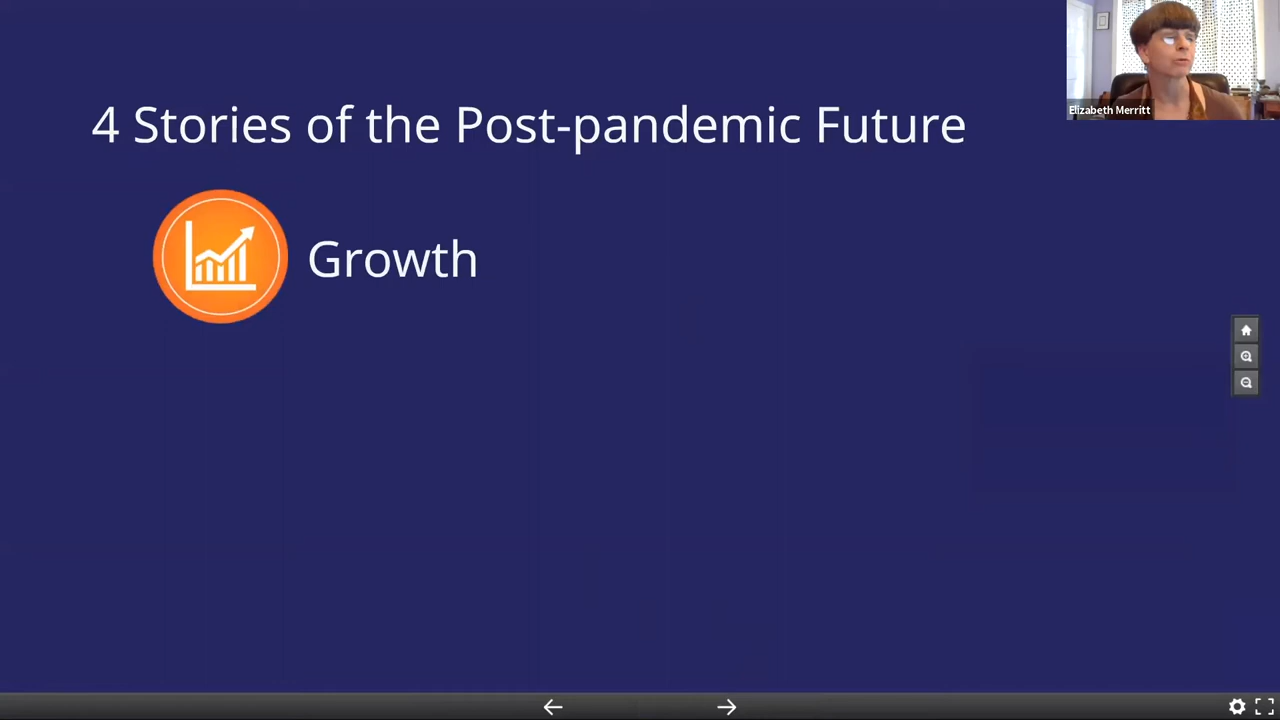 4 Stories of the Post-pandemic Future
Elizabeth Merritt
Growth